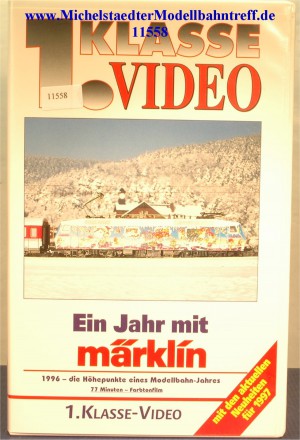 www.MichelstaedterModellbahntreff.de
11558
1. KLASSE
11558
VIDEO
Ein Jahr mit
märklin
1996 – die Höhepunkte eines Modellbahn-Jahres
77 Minuten – Farbtonfilm
mit den aktuellen
Neuheiten
für 1997
1. KLASSE-VIDEO